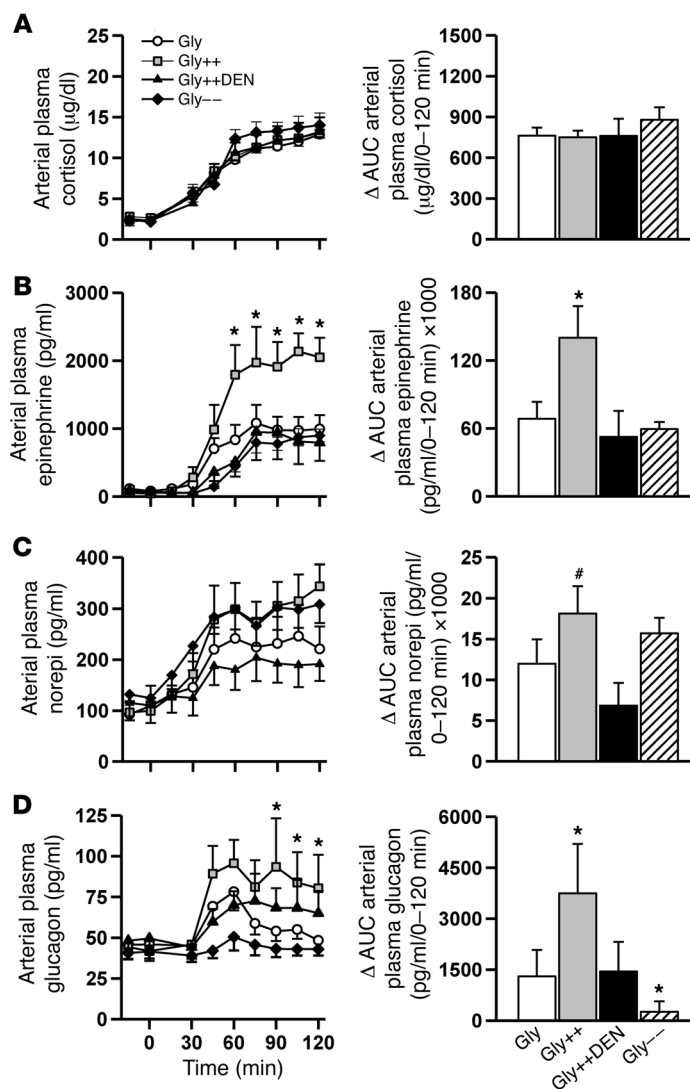 A
Arterial plasma
cortisol (µg/dl)
25
20
15
10
5
0
Gly
Gly++
Gly++DEN
Gly−−
Δ AUC arterial
plasma cortisol
(µg/dl/0–120 min)
1500
1200
900
600
300
0
B
Aterial plasma
epinephrine (pg/ml)
3000
2000
1000
0
* * * * *
Δ AUC arterial
plasma epinephrine
(pg/ml/0–120 min) ×1000
180
120
60
0
*
C
Aterial plasma
norepi (pg/ml)
400
300
200
100
0
Δ AUC arterial
plasma norepi (pg/ml/
0–120 min) ×1000
25
20
15
10
5
0
#
D
Arterial plasma
glucagon (pg/ml)
125
100
75
50
25
0
* * *
0 30 60 90 120
Time (min)
Δ AUC arterial
plasma glucagon
(pg/ml/0–120 min)
6000
4500
3000
1500
0
*
*
Gly
Gly++
Gly++DEN
Gly−−